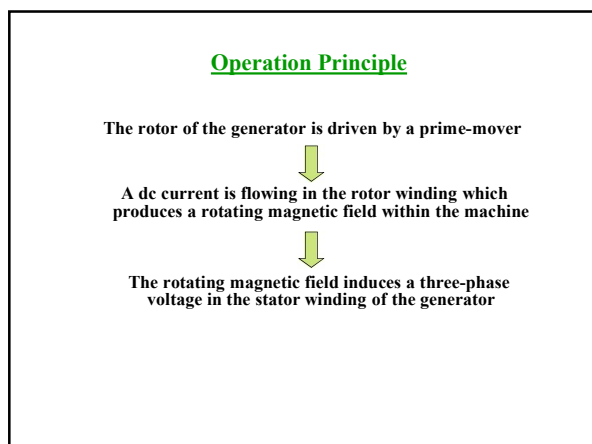 Operation Principle
The rotor of the generator is driven by a prime-mover
A dc current is flowing in the rotor winding which
produces a rotating magnetic field within the machine
The rotating magnetic field induces a three-phase
voltage in the stator winding of the generator